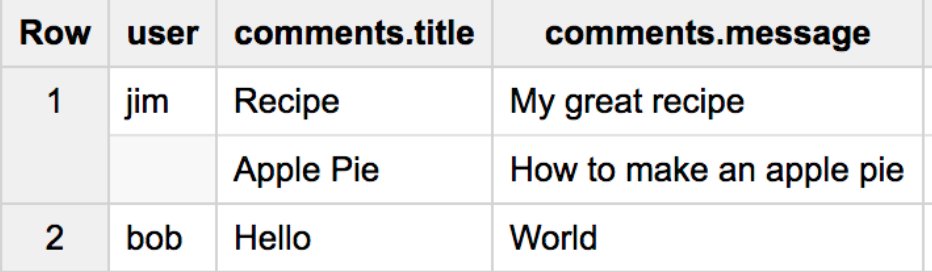 Row user comments.title comments.message
1 jim Recipe My great recipe
Apple Pie How to make an apple pie
2 bob Hello World